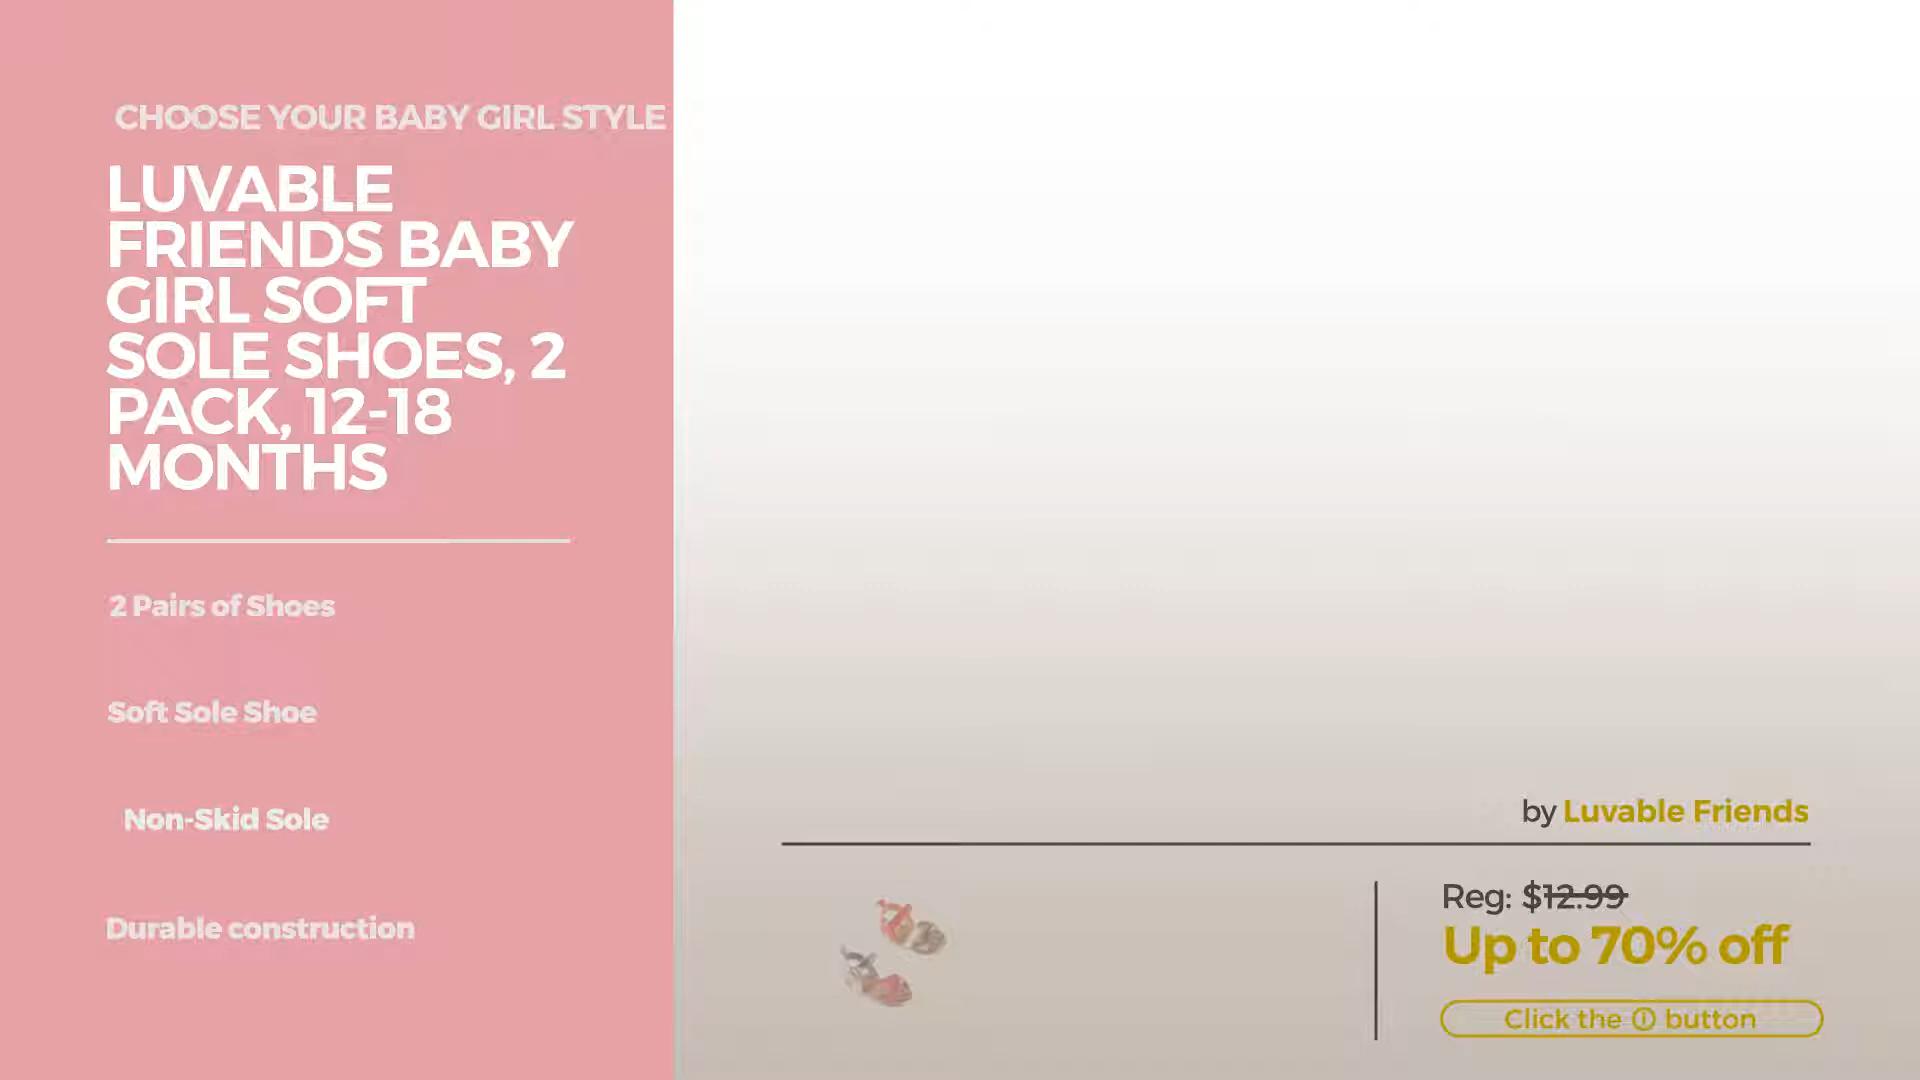 CHOOSE YOUR BABY GIRL STYLE
LUVABLE
FRIENDS BABY
GIRL SOFT
SOLE SHOES, 2
PACK, 12-18
MONTHS
2 Pairs of Shoes
Soft Sole Shoe
Non-Skid Sole
Durable construction
by Luvable Friends
Reg: $12.99
Up to 70% off
Click the ⓘ button